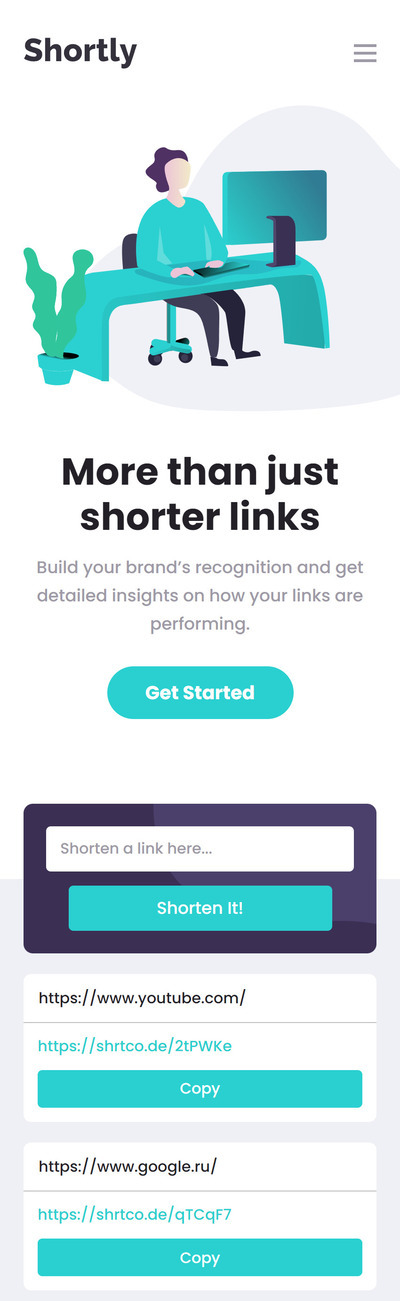 Shortly
More than just
shorter links
Build your brand’s recognition and get
detailed insights on how your links are
performing.
Get Started
Shorten a link here...
Shorten It!
https://www.youtube.com/
https://shrtco.de/2tPWKe
Copy
https://www.google.ru/
https://shrtco.de/qTCqF7
Copy